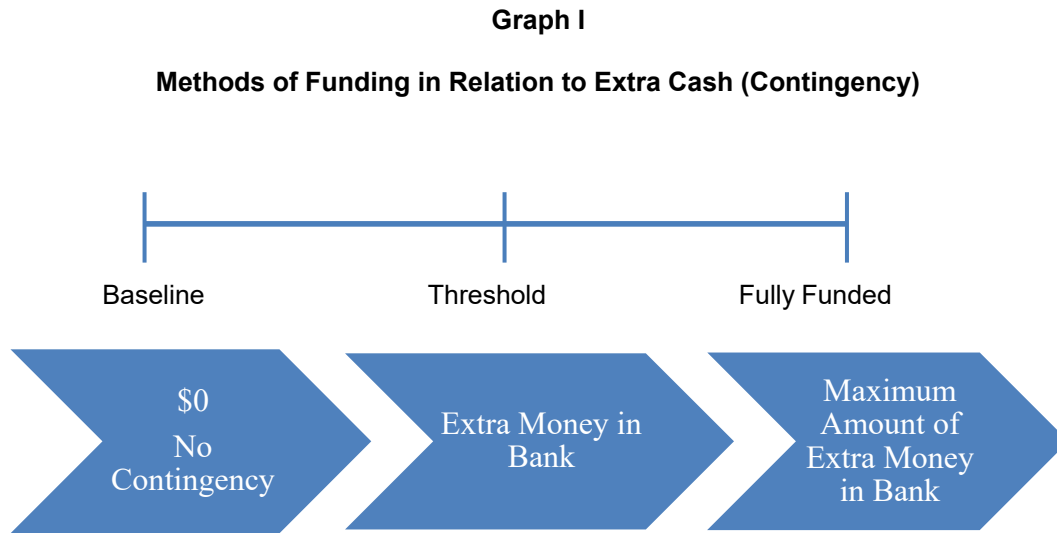 Graph I
Methods of Funding in Relation to Extra Cash (Contingency)
Baseline
Threshold
Fully Funded
$0
No
Contingency
Extra Money in
Bank
Maximum
Amount of
Extra Money
in Bank